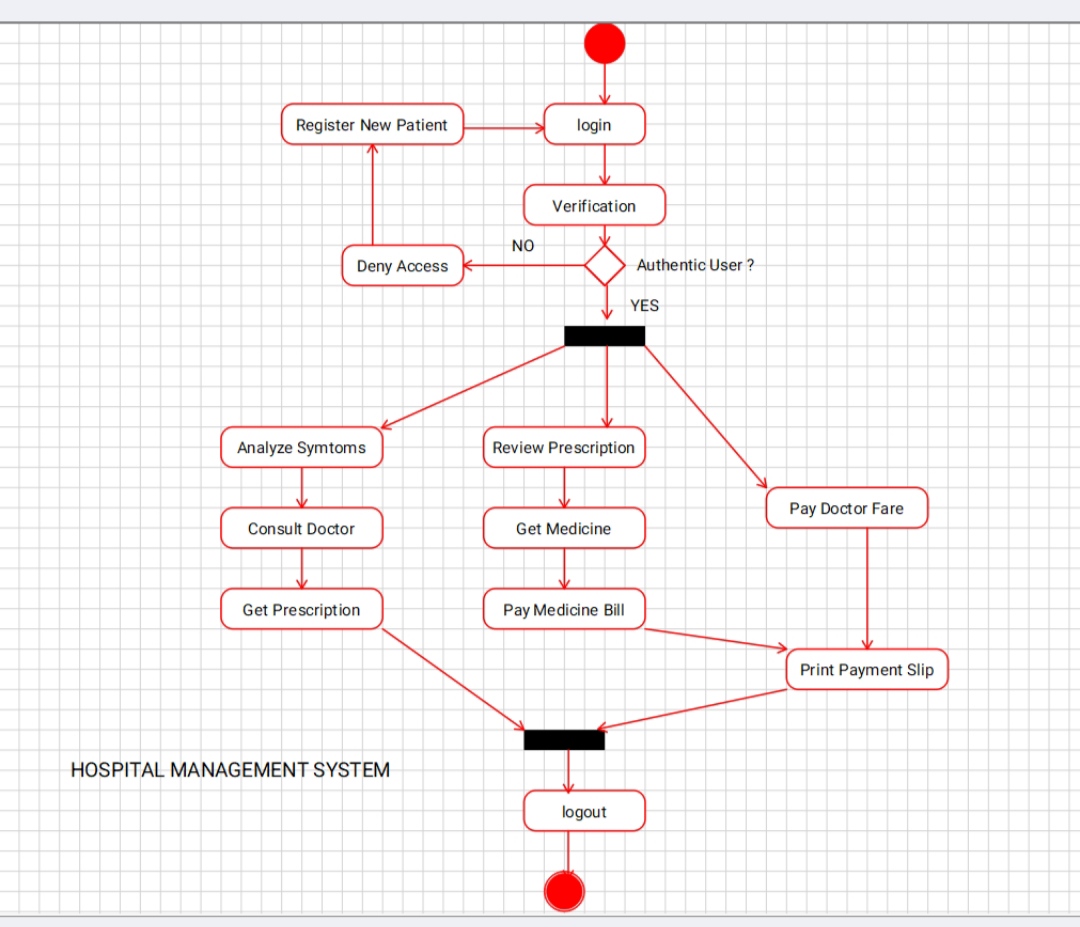 Register New Patient
login
Verification
NO
Deny Access
Authentic User ?
YES
Analyze Symtoms
Review Prescription
Pay Doctor Fare
Consult Doctor
Get Medicine
Get Prescription
Pay Medicine Bill
Print Payment Slip
HOSPITAL MANAGEMENT SYSTEM
logout